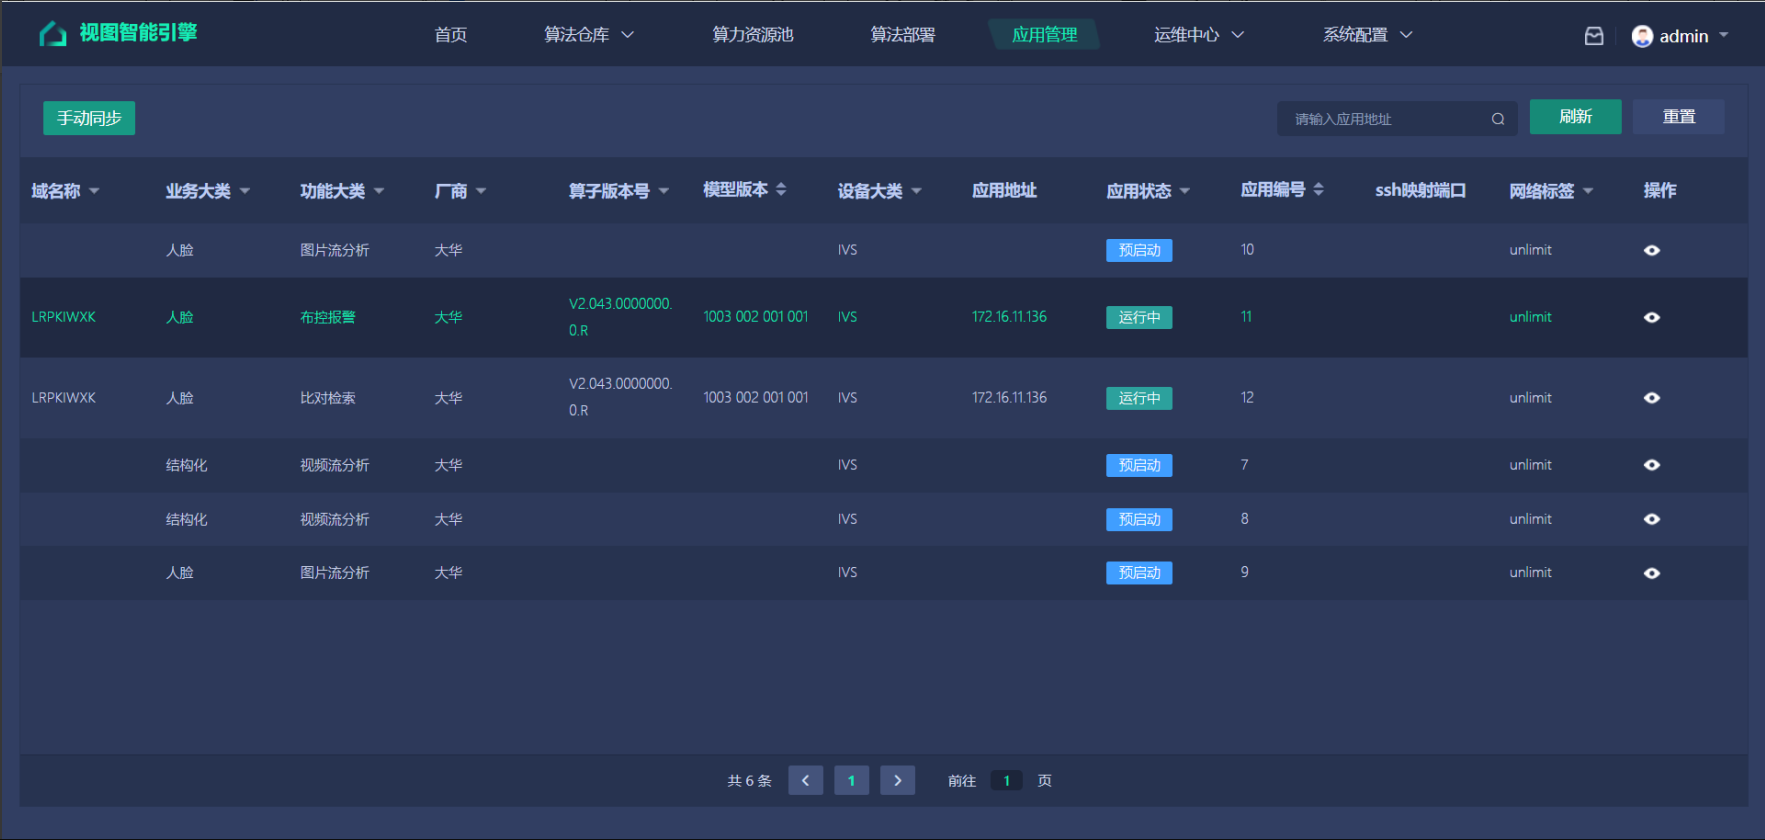 视图智能引擎 首页 算法仓库 算力资源池 算法部署 应用管理 运维中心 系统配置 admin
手动同步 请输入应用地址 刷新 重置
域名称 业务大类 功能大类 厂商 算子版本号 模型版本 设备大类 应用地址 应用状态 应用编号 ssh映射端口 网络标签 操作
人脸 图片流分析 大华 IVS 预启动 10 unlimit
LRPKIWXK 人脸 布控报警 大华 V2.043.0000000. 1003 002 001 001 IVS 172.16.11.136 运行中 11 unlimit
0.R
LRPKIWXK 人脸 比对检索 大华 V2.043.0000000. 1003 002 001 001 IVS 172.16.11.136 运行中 12 unlimit
0.R
结构化 视频流分析 大华 IVS 预启动 7 unlimit
结构化 视频流分析 大华 IVS 预启动 8 unlimit
人脸 图片流分析 大华 IVS 预启动 9 unlimit
共 6 条 1 前往 1 页